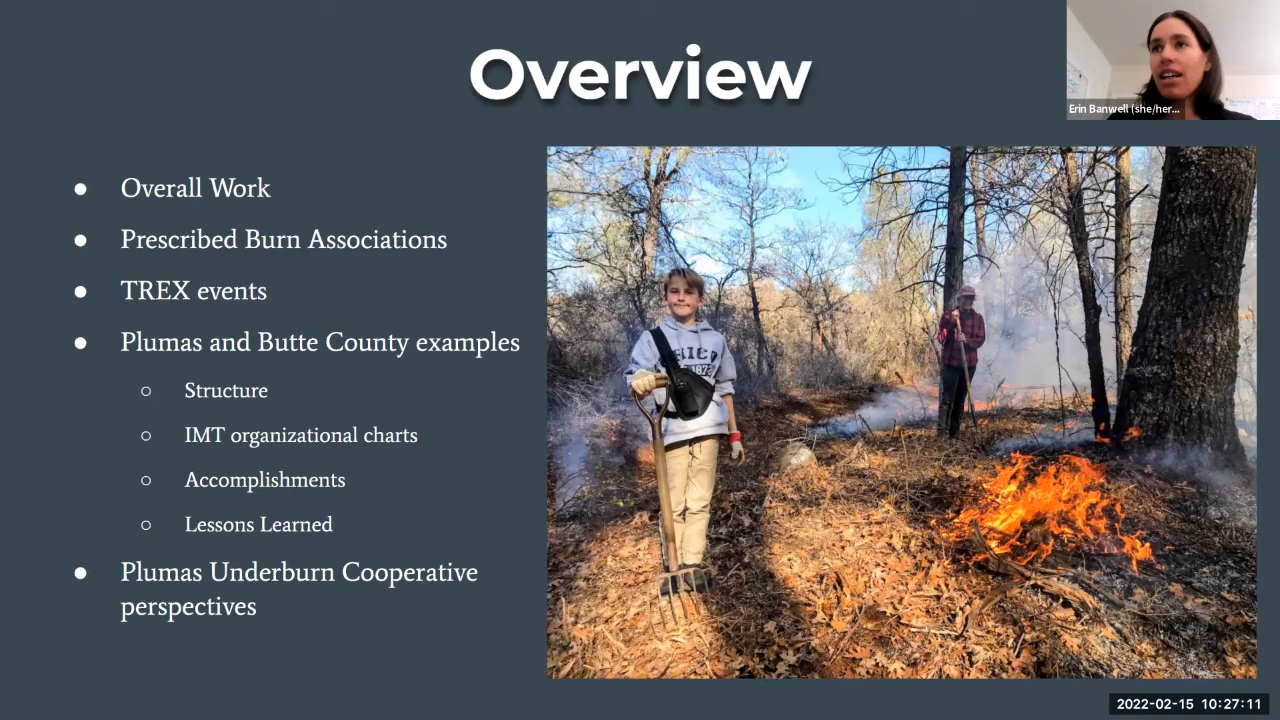 Overview
Erin Banwell (she/her...
Overall Work
Prescribed Burn Associations
TREX events
Plumas and Butte County examples
Structure
IMT organizational charts
Accomplishments
Lessons Learned
Plumas Underburn Cooperative
perspectives
2022-02-15 10:27:11